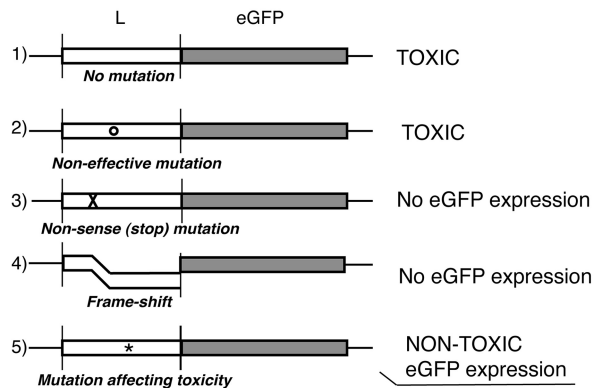 L eGFP
1) TOXIC
No mutation
2) o TOXIC
Non-effective mutation
3) X No eGFP expression
Non-sense (stop) mutation
4) No eGFP expression
Frame-shift
5) * NON-TOXIC
eGFP expression
Mutation affecting toxicity